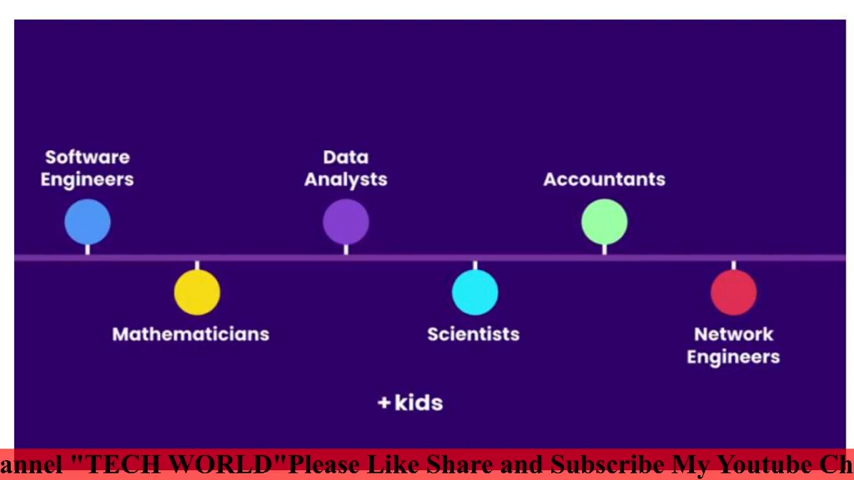 Software
Engineers
Data
Analysts
Accountants
Mathematicians
Scientists
Network
Engineers
+kids
annel "TECH WORLD"Please Like Share and Subscribe My Youtube Ch